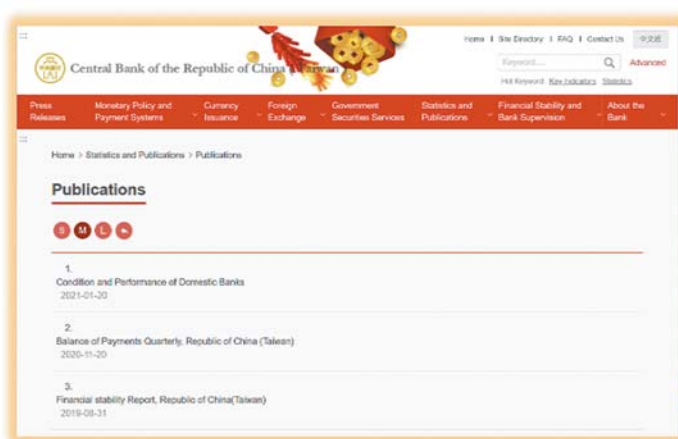 Home | Site Directory | FAQ | Contact Us 中文版
Central Bank of the Republic of China (Taiwan)
Keyword.... Advanced
Hot Keyword: Key Indicators Statistics
Press Releases
Monetary Policy and Payment Systems
Currency Issuance
Foreign Exchange
Government Securities Services
Statistics and Publications
Financial Stability and Bank Supervision
About the Bank
Home > Statistics and Publications > Publications
Publications
S M L
1.
Condition and Performance of Domestic Banks
2021-01-20
2.
Balance of Payments Quarterly, Republic of China (Taiwan)
2020-11-20
3.
Financial stability Report, Republic of China(Taiwan)
2019-08-31